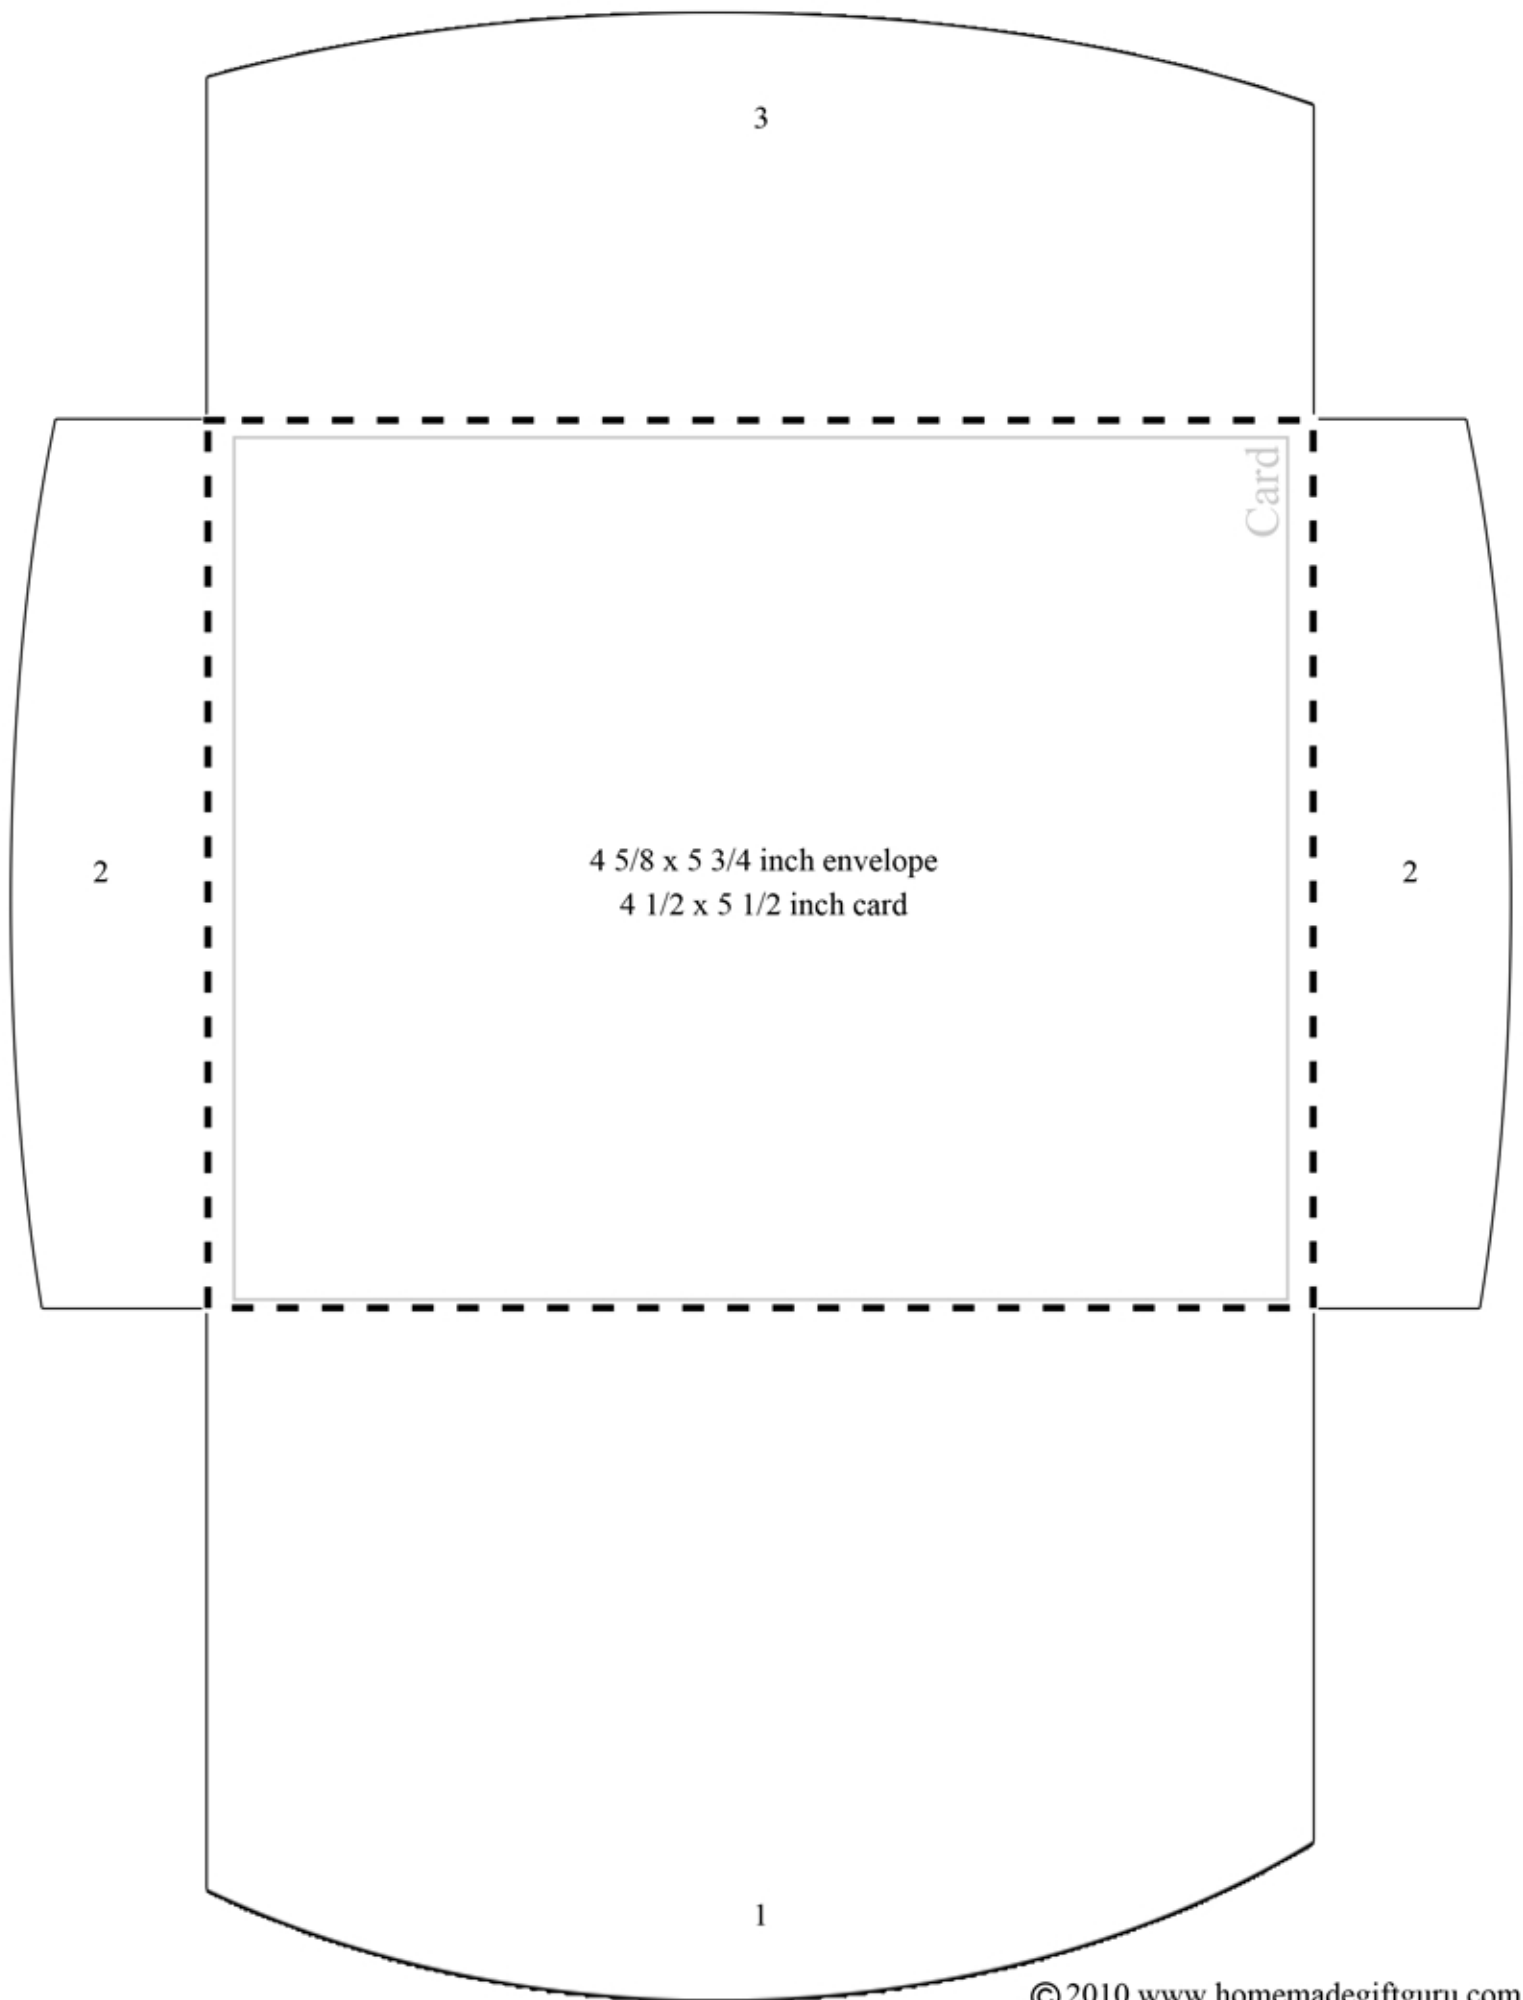 3
Card
2
4 5/8 x 5 3/4 inch envelope
4 1/2 x 5 1/2 inch card
2
1
©2010 www.homemadegiftguru.com